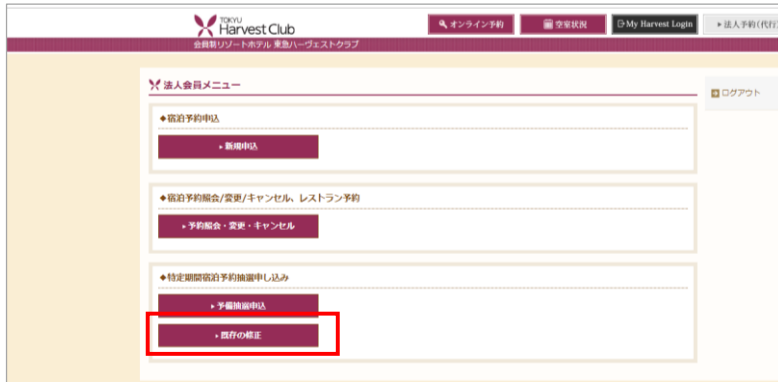 TOKYU
Harvest Club
オンライン予約
空室状況
My Harvest Login
▸法人予約(代行)
会員制リゾートホテル 東急ハーヴェストクラブ
法人会員メニュー
ログアウト
◆宿泊予約申込
▸新規申込
◆宿泊予約照会/変更/キャンセル、レストラン予約
▸予約照会・変更・キャンセル
◆特定期間宿泊予約抽選申し込み
▸予備抽選申込
▸既存の修正